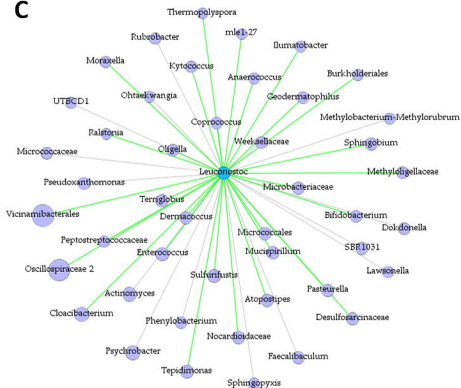 C
Thermopolyspora
mle1-27
Rubrobacter
Ilumatobacter
Moraxella
Kytococcus
Anaerococcus
Burkholderiales
Ohtaekwangia
Geodermatophilus
UTBCD1
Methylobacterium-Methylorubrum
Coprococcus
Ralstonia
Oligella
Weeksellaceae
Sphingobium
Micrococcaceae
Leuconostoc
Methyloligellaceae
Pseudoxanthomonas
Microbacteriaceae
Terriglobus
Vicinamibacterales
Dermacoccus
Bifidobacterium
Dokdonella
Peptostreptococcaceae
Micrococcales
Enterococcus
Mucispirillum
SBR1031
Oscillospiraceae 2
Sulfurifustis
Lawsonella
Actinomyces
Atopostipes
Pasteurella
Cloacibacterium
Phenylobacterium
Desulfosarcinaceae
Nocardioidaceae
Psychrobacter
Faecalibaculum
Tepidimonas
Sphingopyxis